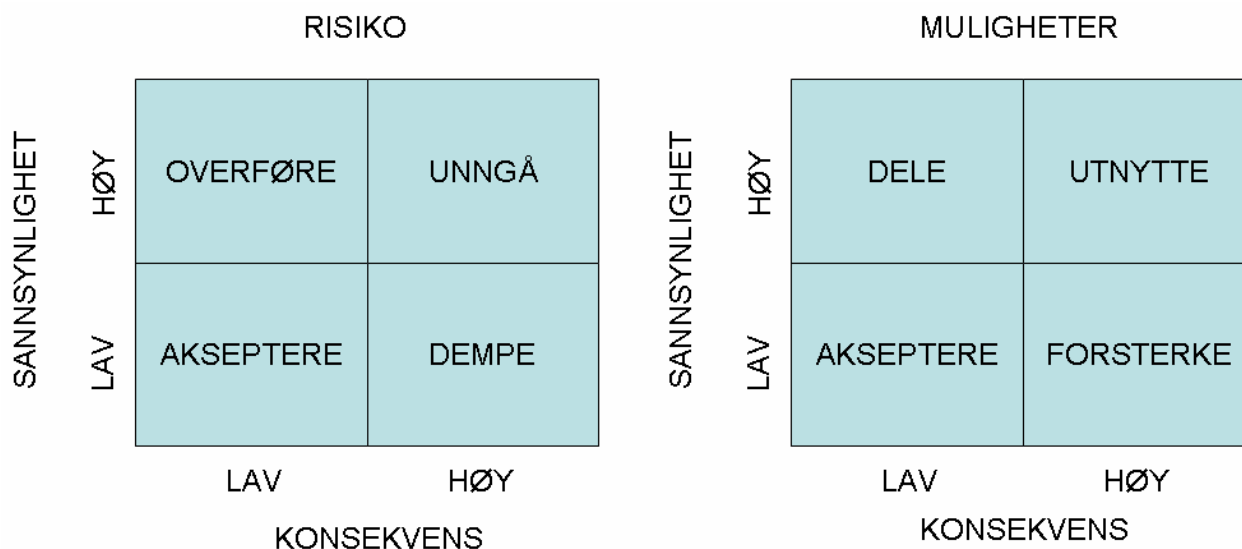 RISIKO
SANNSYNLIGHET
HØY
OVERFØRE
UNNGÅ
LAV
AKSEPTERE
DEMPE
LAV
HØY
KONSEKVENS
MULIGHETER
SANNSYNLIGHET
HØY
DELE
UTNYTTE
LAV
AKSEPTERE
FORSTERKE
LAV
HØY
KONSEKVENS